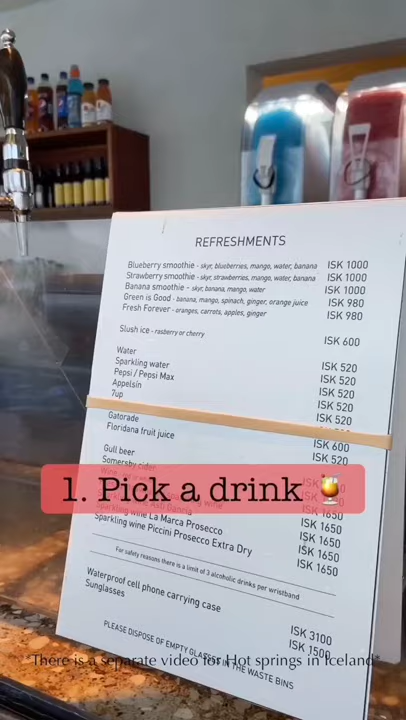 REFRESHMENTS
Blueberry smoothie - skyr, blueberries, mango, water, banana ISK 1000
Strawberry smoothie - skyr, strawberries, mango, water, banana ISK 1000
Banana smoothie - skyr, banana, mango, water ISK 1000
Green is Good - banana, mango, spinach, ginger, orange juice ISK 980
Fresh Forever - oranges, carrots, apples, ginger ISK 980
Slush ice - rasberry or cherry ISK 600
Water ISK 520
Sparkling water ISK 520
Pepsi / Pepsi Max ISK 520
Appelsin ISK 520
7up ISK 520
Gatorade ISK 600
Floridana fruit juice ISK 520
Gull beer
Somersby cider
1. Pick a drink 🍹
Sparkling wine La Marca Prosecco ISK 1650
Sparkling wine Piccini Prosecco Extra Dry ISK 1650
For safety reasons there is a limit of 3 alcoholic drinks per wristband
Waterproof cell phone carrying case ISK 3100
Sunglasses ISK 1500
PLEASE DISPOSE OF EMPTY GLASSES IN THE WASTE BINS
*There is a separate video for Hot springs in Iceland*